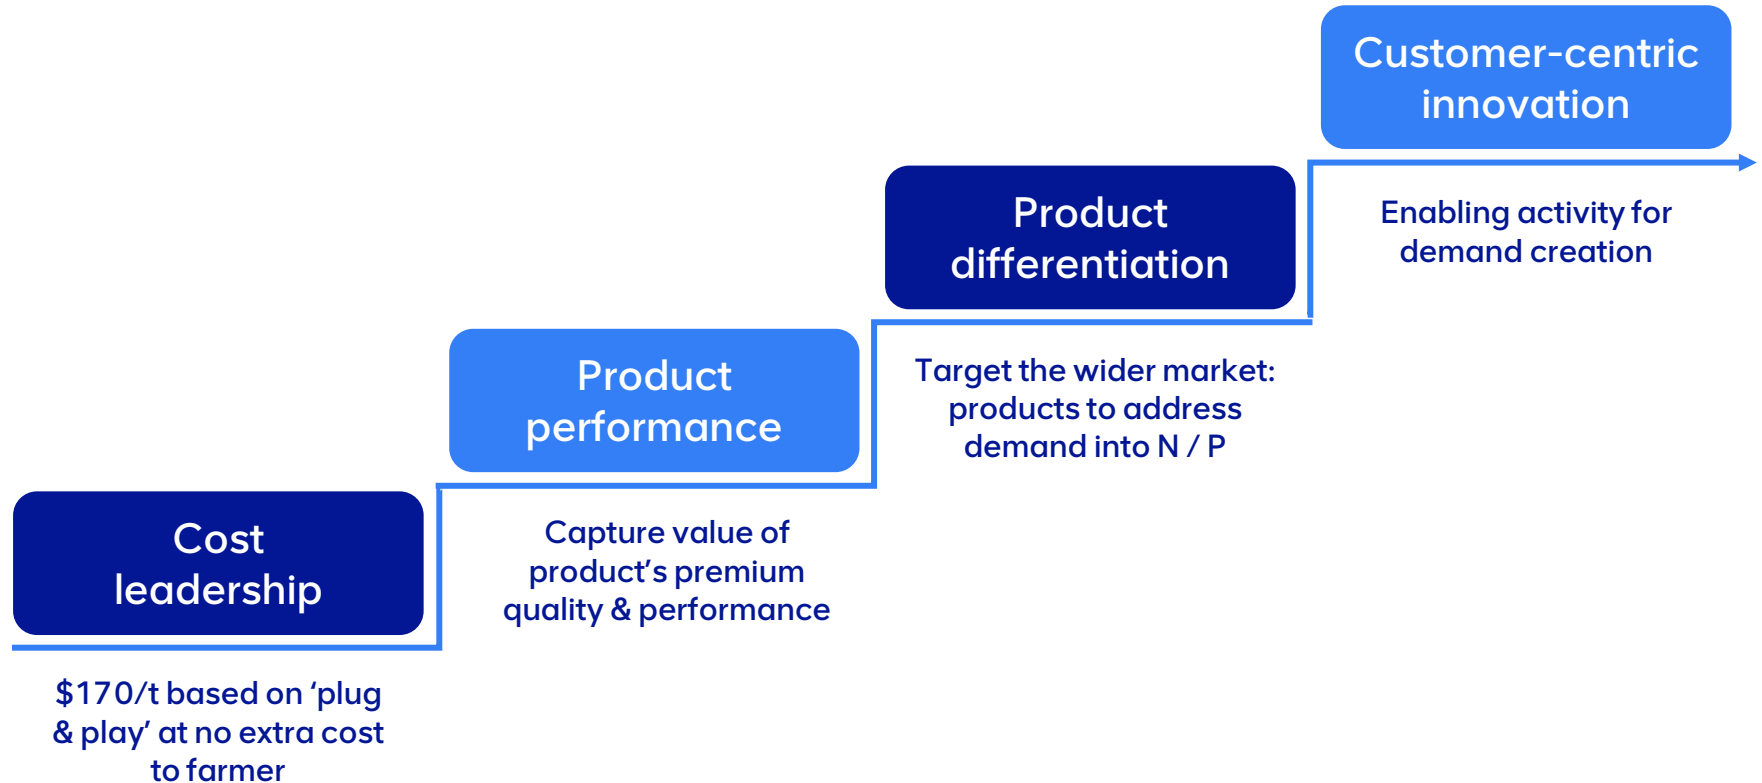 Cost
leadership
$170/t based on ‘plug
& play’ at no extra cost
to farmer
Product
performance
Capture value of
product’s premium
quality & performance
Product
differentiation
Target the wider market:
products to address
demand into N / P
Customer-centric
innovation
Enabling activity for
demand creation